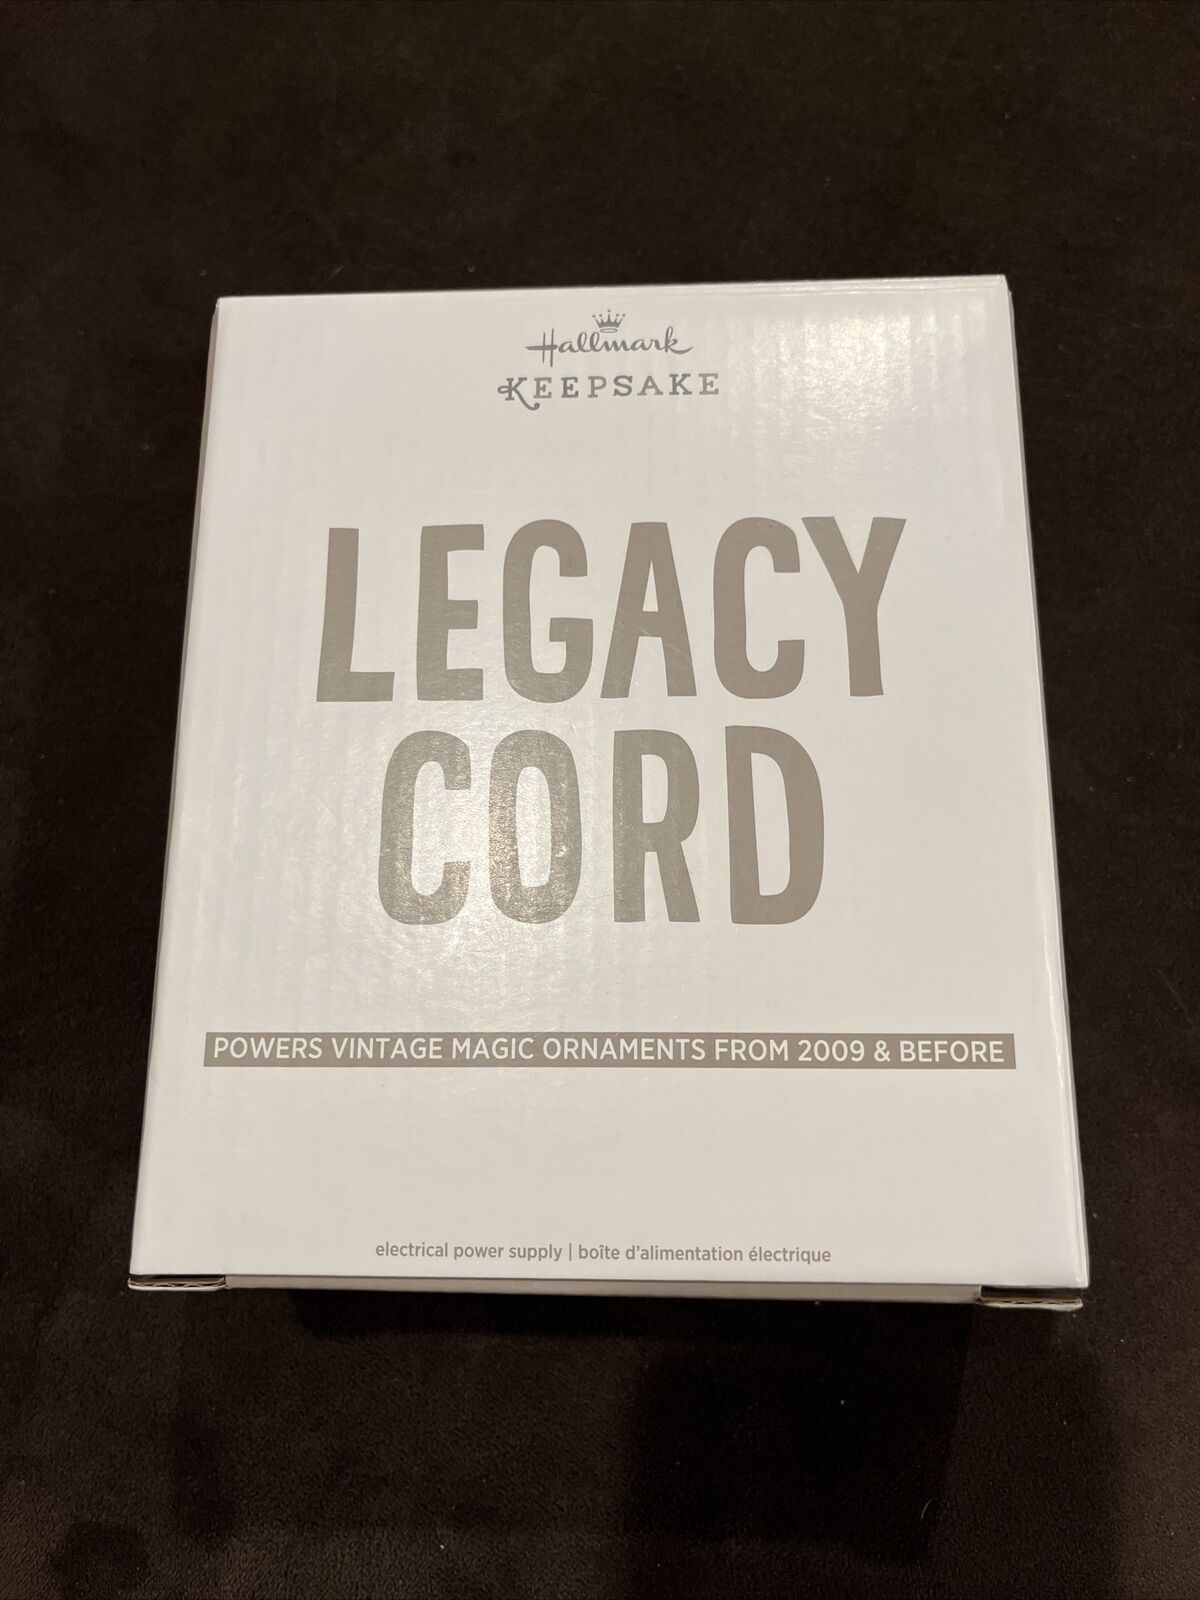 Hallmark
KEEPSAKE
LEGACY
CORD
POWERS VINTAGE MAGIC ORNAMENTS FROM 2009 & BEFORE
electrical power supply | boîte d'alimentation électrique